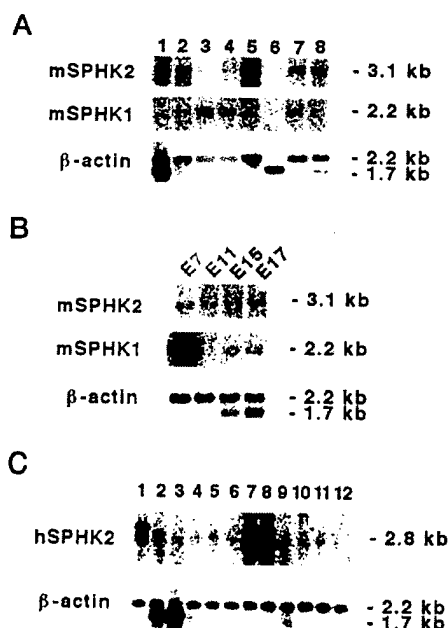 A
1 2 3 4 5 6 7 8
mSPHK2 - 3.1 kb
mSPHK1 - 2.2 kb
β-actin - 2.2 kb
- 1.7 kb
B
E7 E11 E15 E17
mSPHK2 - 3.1 kb
mSPHK1 - 2.2 kb
β-actin - 2.2 kb
- 1.7 kb
C
1 2 3 4 5 6 7 8 9 10 11 12
hSPHK2 - 2.8 kb
β-actin - 2.2 kb
- 1.7 kb